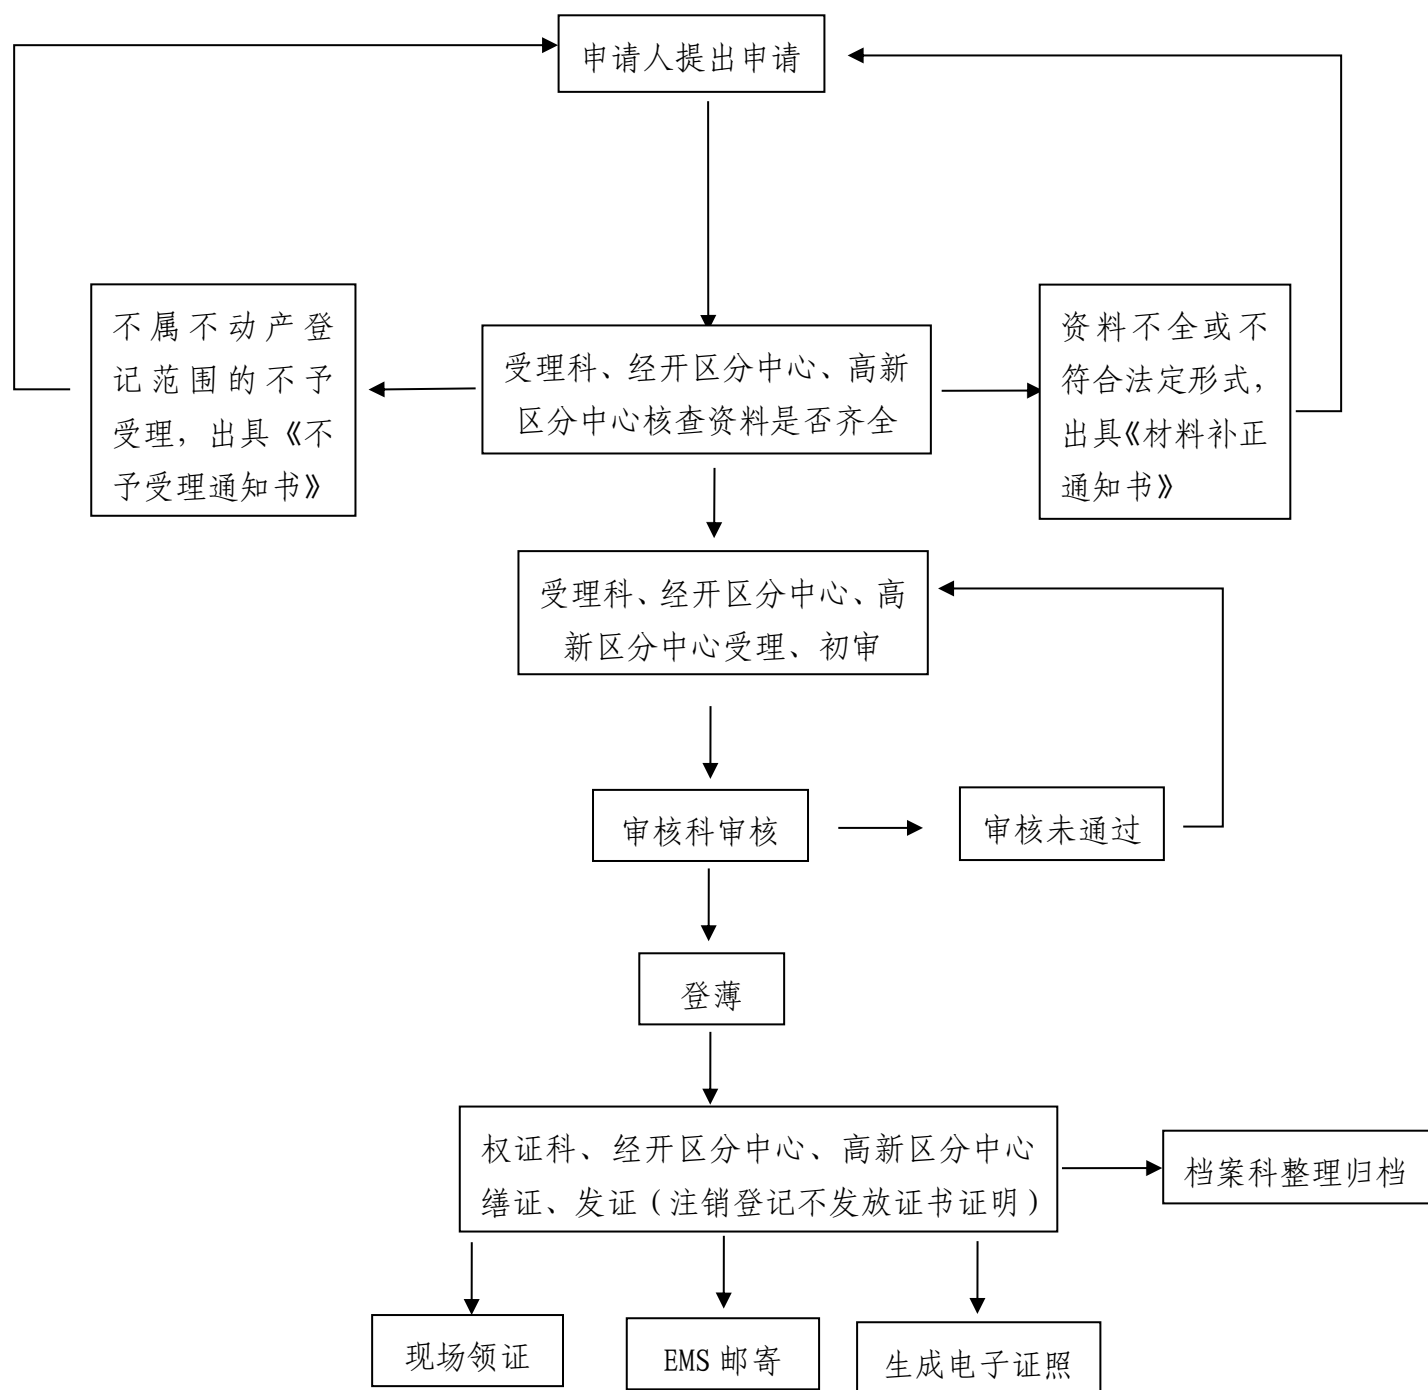 申请人提出申请
不属不动产登
记范围的不予
受理，出具《不
予受理通知书》
受理科、经开区分中心、高新
区分中心核查资料是否齐全
资料不全或不
符合法定形式，
出具《材料补正
通知书》
受理科、经开区分中心、高
新区分中心受理、初审
审核科审核
审核未通过
登薄
权证科、经开区分中心、高新区分中心
缮证、发证（注销登记不发放证书证明）
档案科整理归档
现场领证
EMS 邮寄
生成电子证照